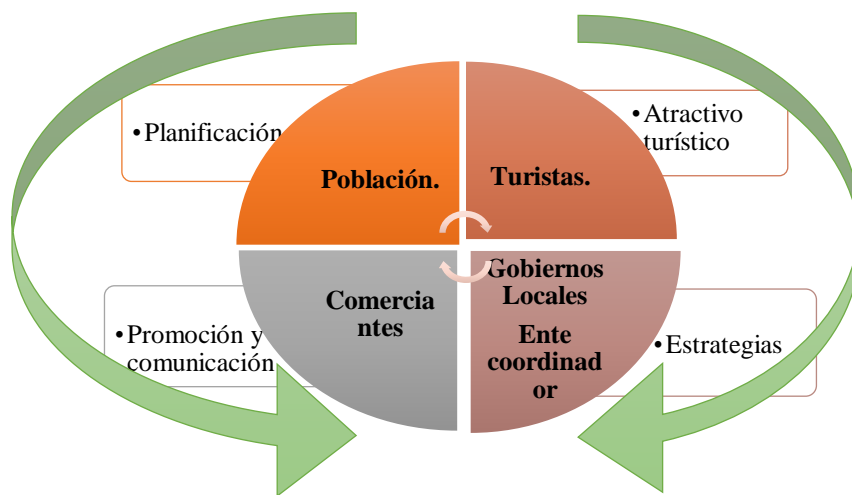 •Planificación
Población.
Turistas.
•Atractivo
turístico
•Promoción y
comunicación
Comercia
ntes
Gobiernos
Locales
Ente
coordinad
or
•Estrategias